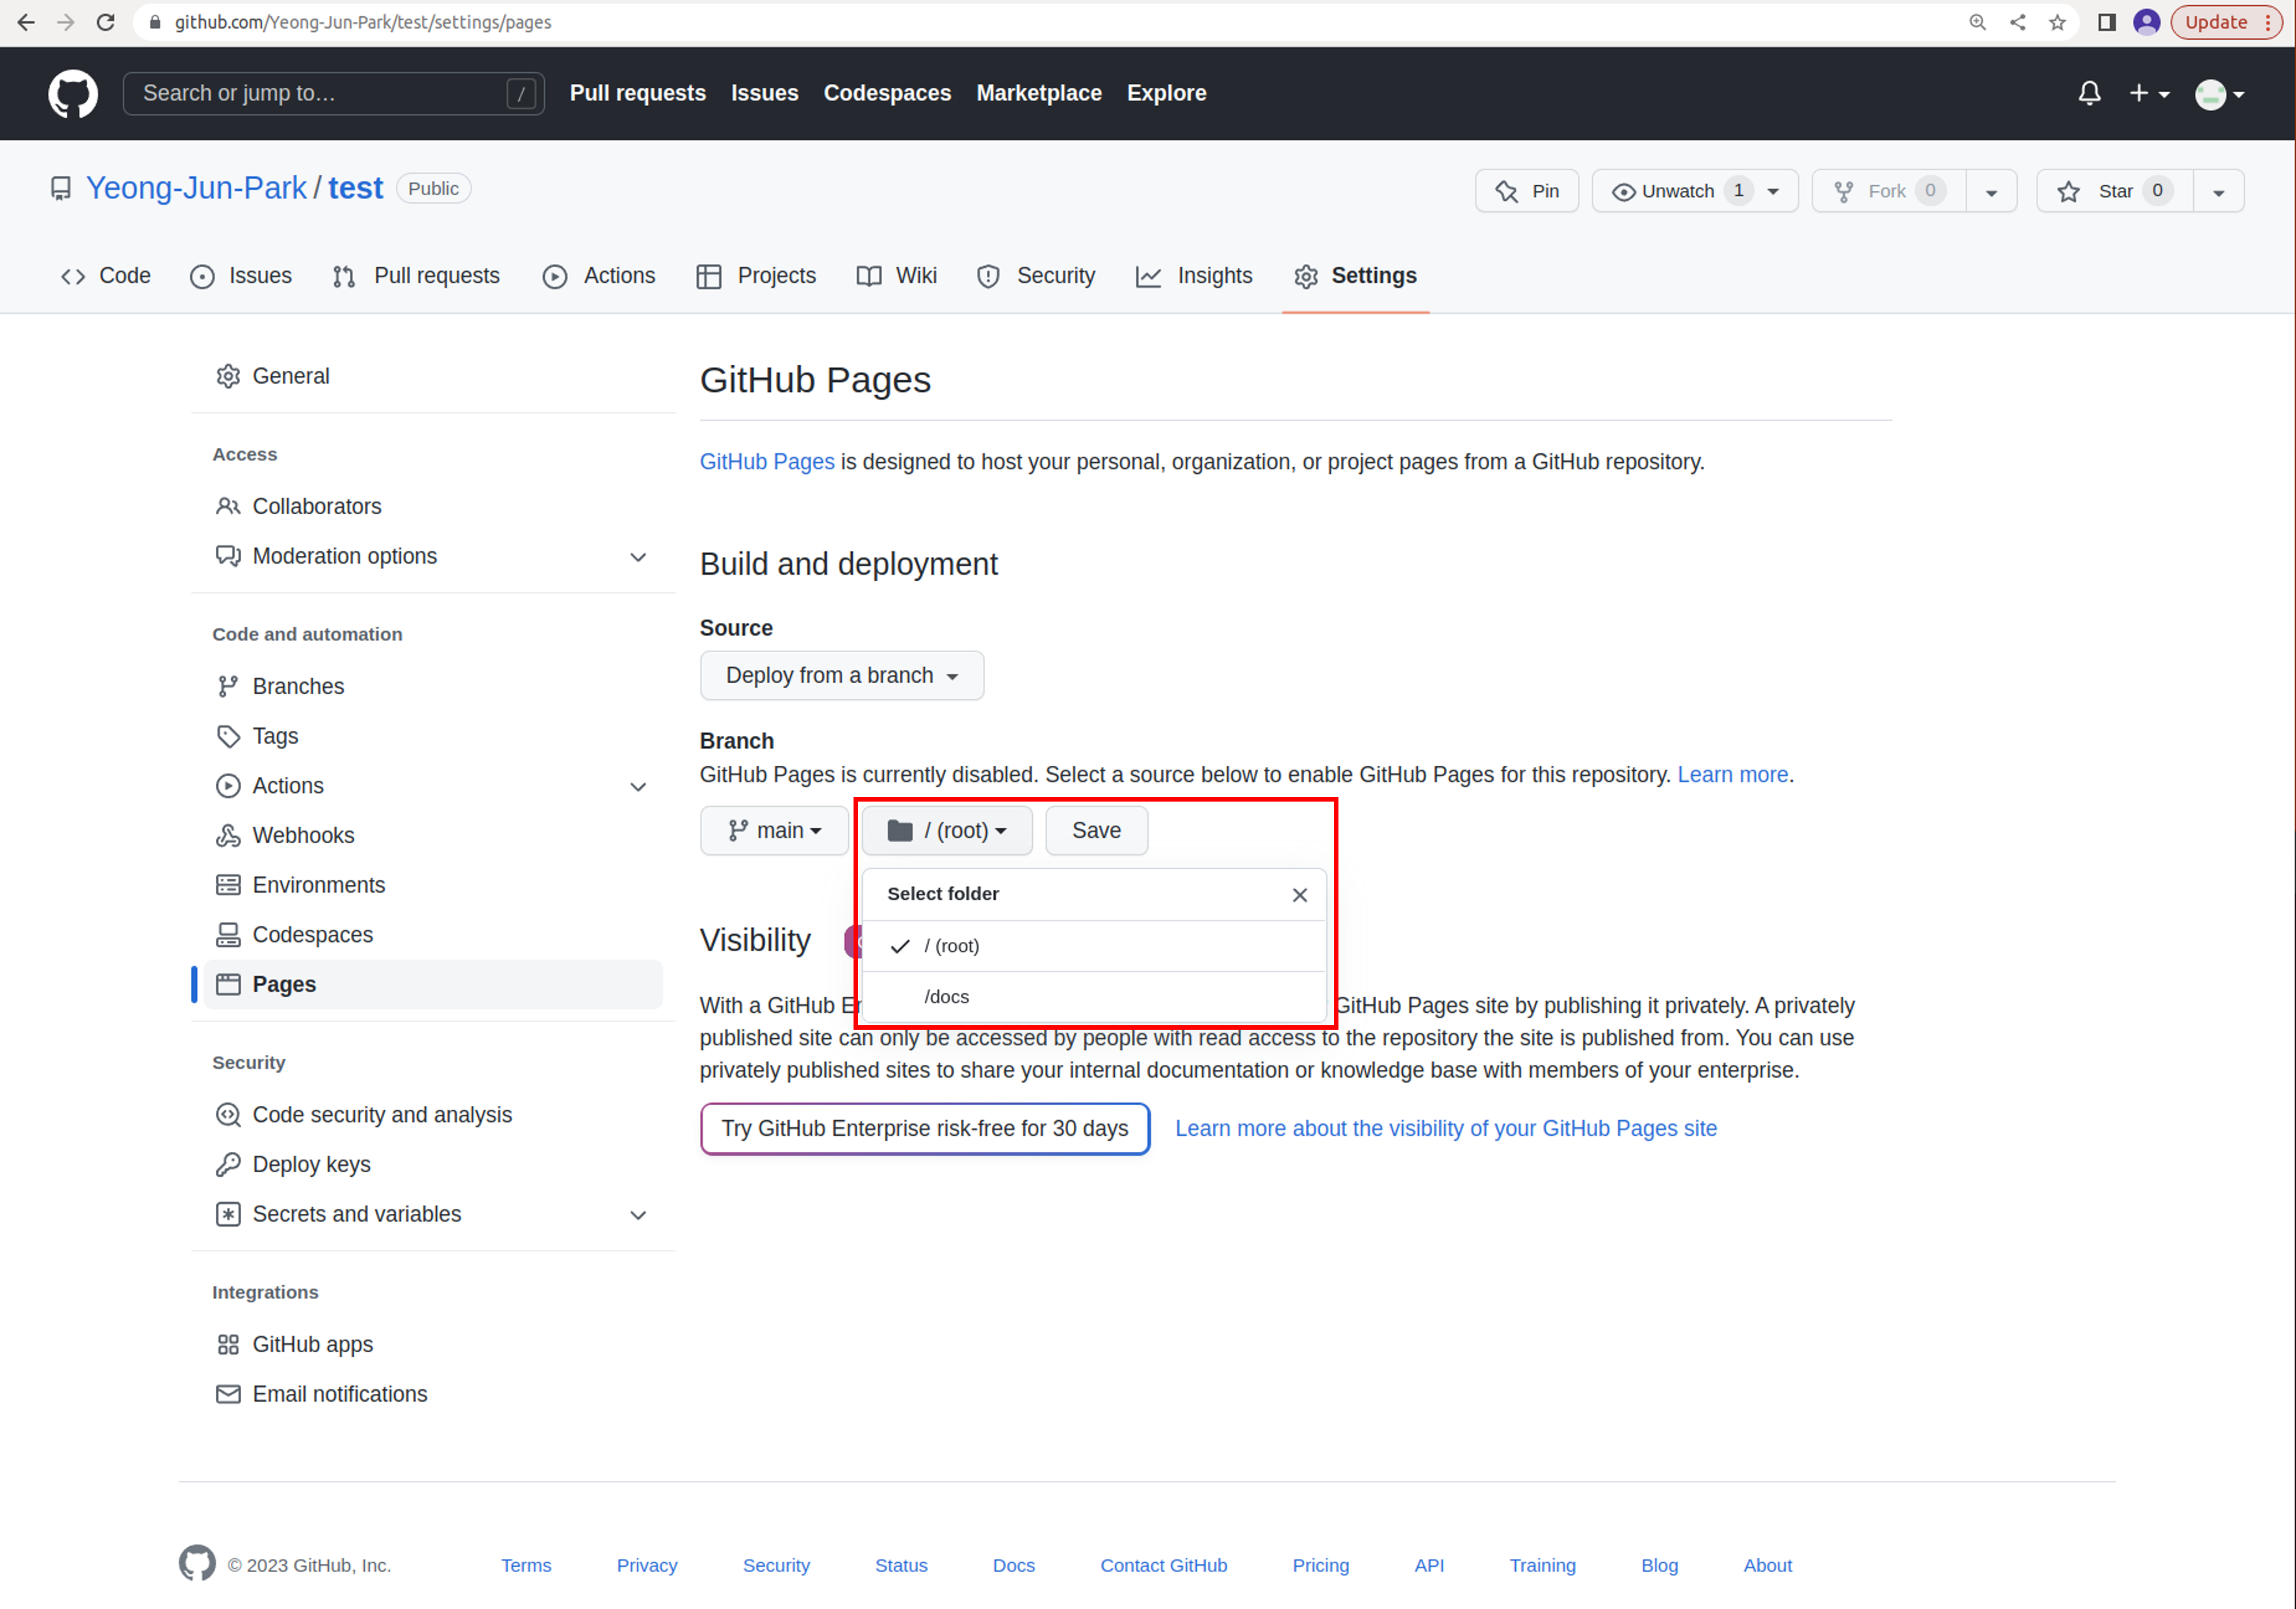 github.com/Yeong-Jun-Park/test/settings/pages
Update
Search or jump to…
/
Pull requests
Issues
Codespaces
Marketplace
Explore
Yeong-Jun-Park / test
Public
Pin
Unwatch 1
Fork 0
Star 0
Code
Issues
Pull requests
Actions
Projects
Wiki
Security
Insights
Settings
General
Access
Collaborators
Moderation options
Code and automation
Branches
Tags
Actions
Webhooks
Environments
Codespaces
Pages
Security
Code security and analysis
Deploy keys
Secrets and variables
Integrations
GitHub apps
Email notifications
GitHub Pages
GitHub Pages is designed to host your personal, organization, or project pages from a GitHub repository.
Build and deployment
Source
Deploy from a branch
Branch
GitHub Pages is currently disabled. Select a source below to enable GitHub Pages for this repository. Learn more.
main
/ (root)
Save
Select folder
/ (root)
/docs
Visibility
With a GitHub GitHub Pages site by publishing it privately. A privately
published site can only be accessed by people with read access to the repository the site is published from. You can use
privately published sites to share your internal documentation or knowledge base with members of your enterprise.
Try GitHub Enterprise risk-free for 30 days
Learn more about the visibility of your GitHub Pages site
© 2023 GitHub, Inc.
Terms
Privacy
Security
Status
Docs
Contact GitHub
Pricing
API
Training
Blog
About